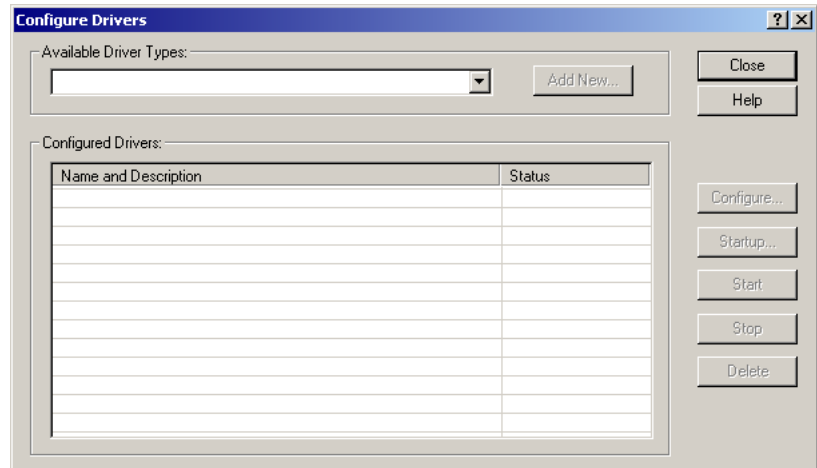 Configure Drivers
Available Driver Types:
Add New...
Close
Help
Configured Drivers:
Name and Description Status
Configure...
Startup...
Start
Stop
Delete